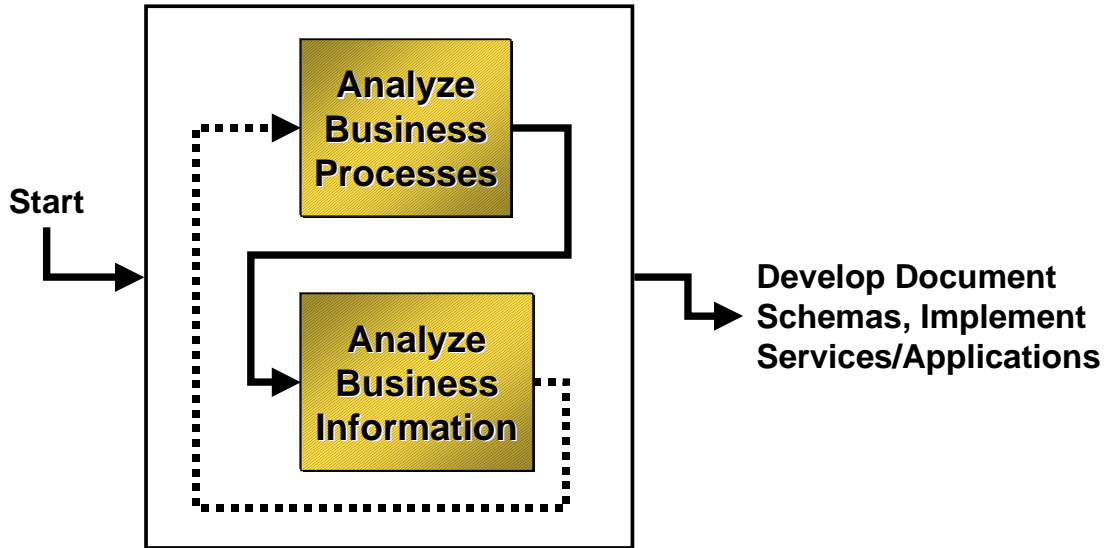 Start
Analyze
Business
Processes
Analyze
Business
Information
Develop Document
Schemas, Implement
Services/Applications